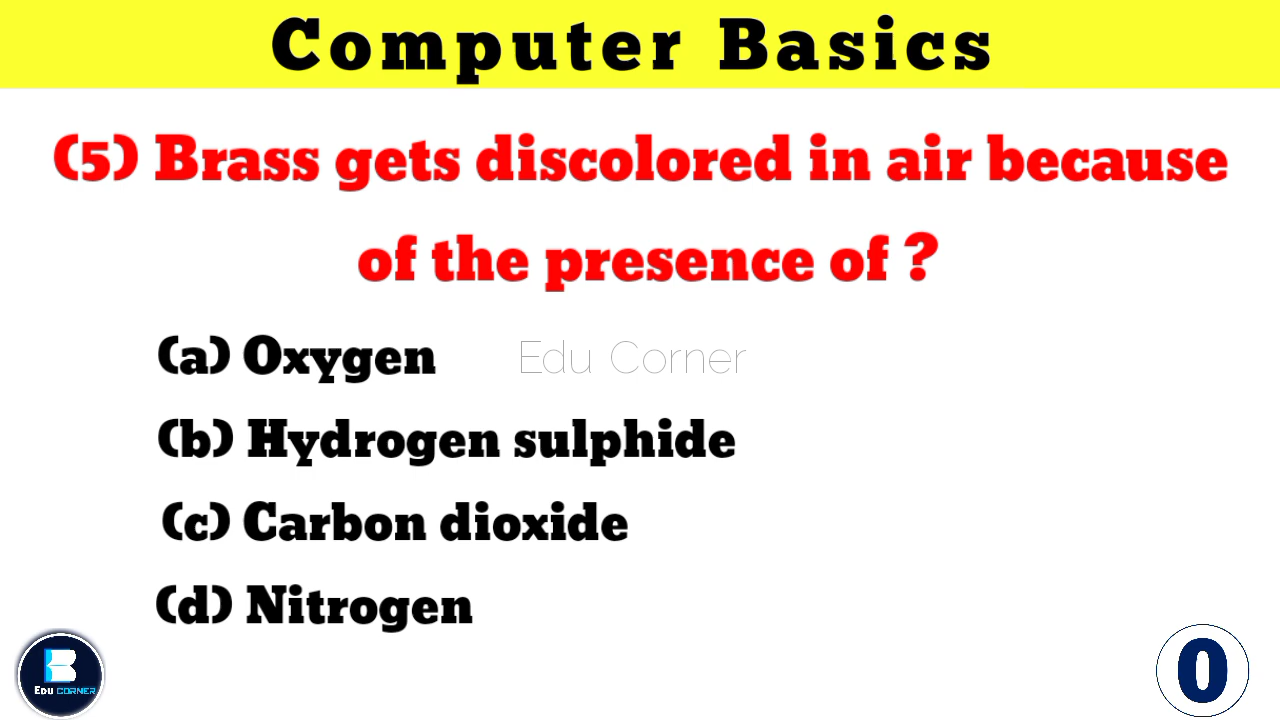 Computer Basics
(5) Brass gets discolored in air because
of the presence of ?
(a) Oxygen
Edu Corner
(b) Hydrogen sulphide
(c) Carbon dioxide
(d) Nitrogen
EDU CORNER
0